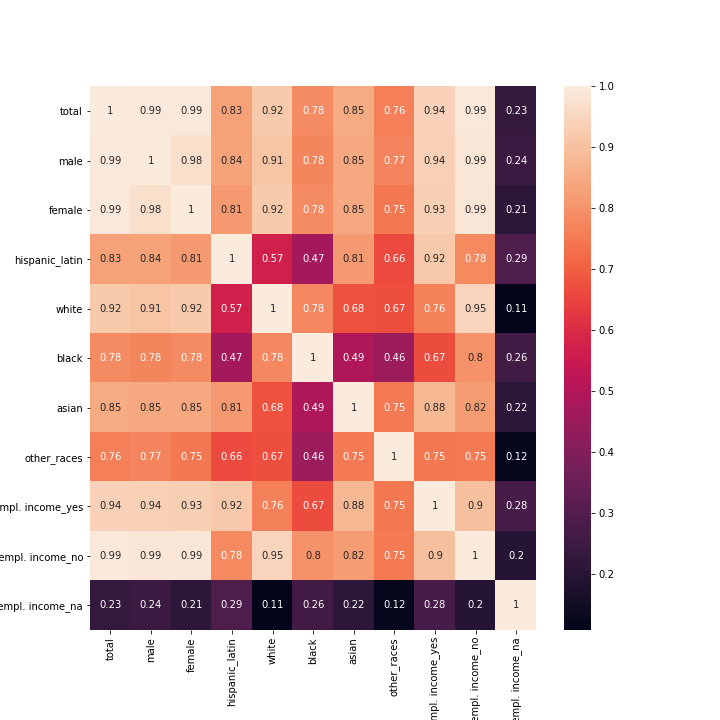 total 1 0.99 0.99 0.83 0.92 0.78 0.85 0.76 0.94 0.99 0.23
male 0.99 1 0.98 0.84 0.91 0.78 0.85 0.77 0.94 0.99 0.24
female 0.99 0.98 1 0.81 0.92 0.78 0.85 0.75 0.93 0.99 0.21
hispanic_latin 0.83 0.84 0.81 1 0.57 0.47 0.81 0.66 0.92 0.78 0.29
white 0.92 0.91 0.92 0.57 1 0.78 0.68 0.67 0.76 0.95 0.11
black 0.78 0.78 0.78 0.47 0.78 1 0.49 0.46 0.67 0.8 0.26
asian 0.85 0.85 0.85 0.81 0.68 0.49 1 0.75 0.88 0.82 0.22
other_races 0.76 0.77 0.75 0.66 0.67 0.46 0.75 1 0.75 0.75 0.12
mpl. income_yes 0.94 0.94 0.93 0.92 0.76 0.67 0.88 0.75 1 0.9 0.28
empl. income_no 0.99 0.99 0.99 0.78 0.95 0.8 0.82 0.75 0.9 1 0.2
empl. income_na 0.23 0.24 0.21 0.29 0.11 0.26 0.22 0.12 0.28 0.2 1
total male female hispanic_latin white black asian other_races mpl. income_yes empl. income_no empl. income_na
1.0
0.9
0.8
0.7
0.6
0.5
0.4
0.3
0.2